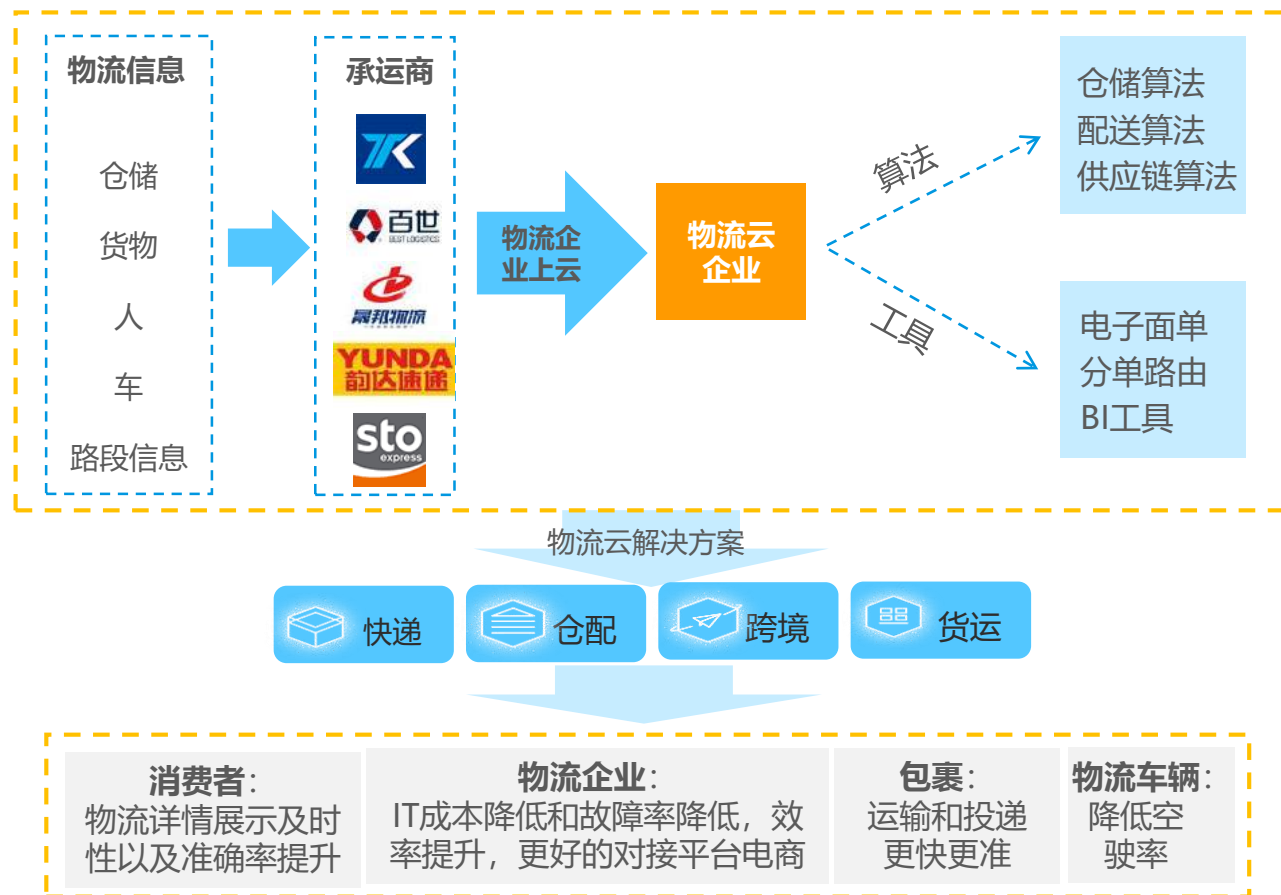 物流信息
仓储
货物
人
车
路段信息
承运商
TK
百世
BEST LOGISTICS
晟邦物流
YUNDA
韵达速递
sto
express
物流企
业上云
物流云
企业
算法
工具
仓储算法
配送算法
供应链算法
电子面单
分单路由
BI工具
物流云解决方案
快递
仓配
跨境
货运
消费者：
物流详情展示及时
性以及准确率提升
物流企业：
IT成本降低和故障率降低，效
率提升，更好的对接平台电商
包裹：
运输和投递
更快更准
物流车辆：
降低空
驶率